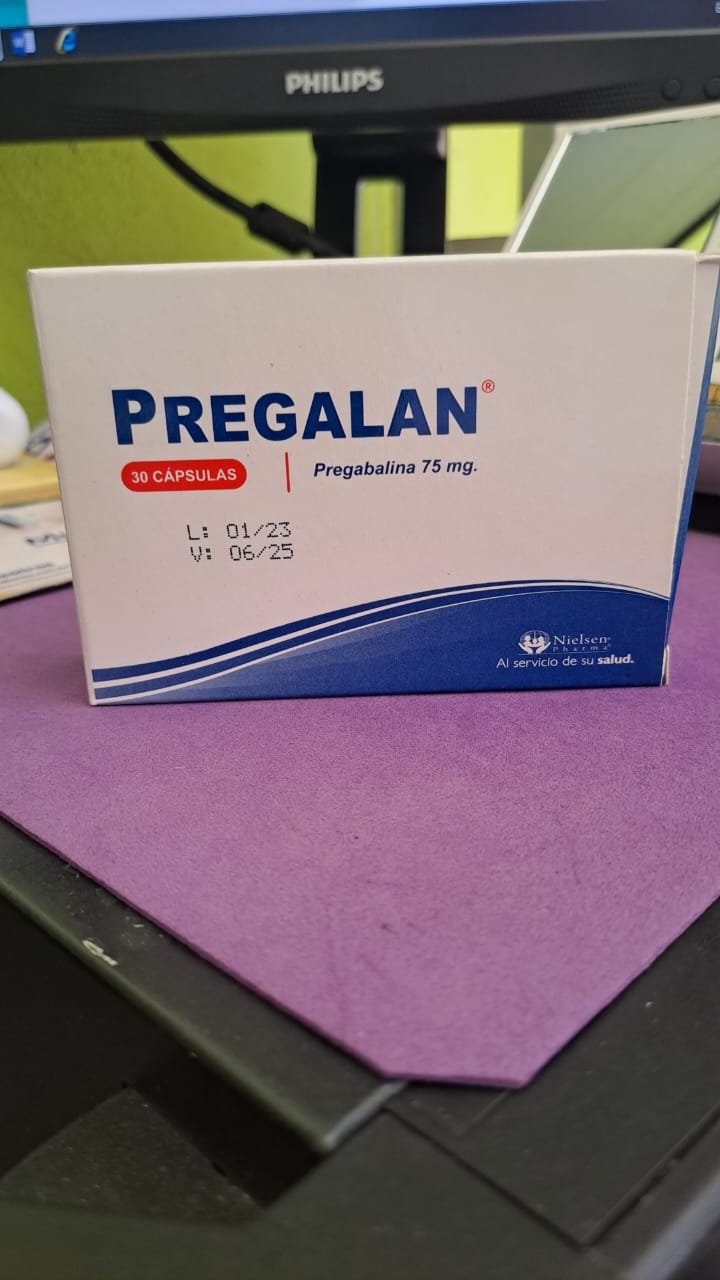 PHILIPS
PREGALAN®
30 CÁPSULAS
Pregabalina 75 mg.
L: 01/23
V: 06/25
Nielsen
Pharma
Al servicio de su salud.